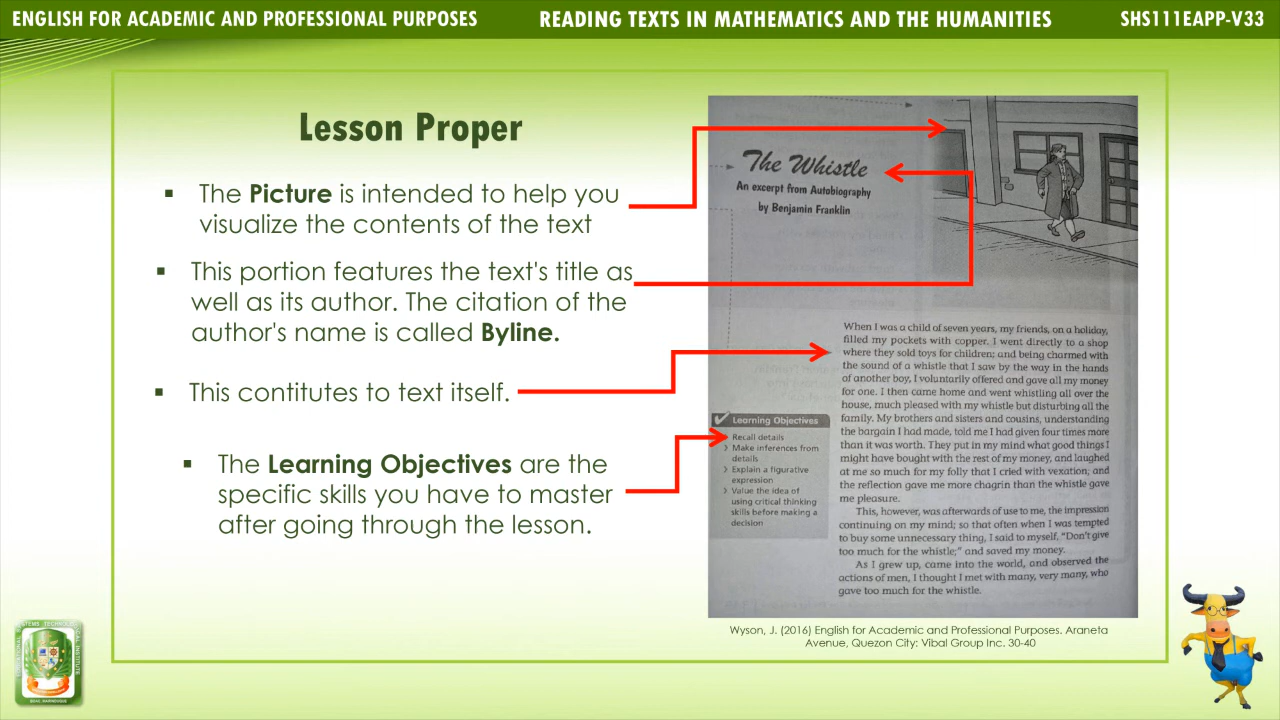 ENGLISH FOR ACADEMIC AND PROFESSIONAL PURPOSES
READING TEXTS IN MATHEMATICS AND THE HUMANITIES
SHS111EAPP-V33
Lesson Proper
▪ The Picture is intended to help you
visualize the contents of the text
▪ This portion features the text's title as
well as its author. The citation of the
author's name is called Byline.
▪ This contitutes to text itself.
▪ The Learning Objectives are the
specific skills you have to master
after going through the lesson.
The Whistle
An excerpt from Autobiography
by Benjamin Franklin
When I was a child of seven years, my friends, on a holiday,
filled my pockets with copper. I went directly to a shop
where they sold toys for children; and being charmed with
the sound of a whistle that I saw by the way in the hands
of another boy, I voluntarily offered and gave all my money
for one. I then came home and went whistling all over the
house, much pleased with my whistle but disturbing all the
family. My brothers and sisters and cousins, understanding
the bargain I had made, told me I had given four times more
than it was worth. They put in my mind what good things I
might have bought with the rest of my money, and laughed
at me so much for my folly that I cried with vexation; and
the reflection gave me more chagrin than the whistle gave
me pleasure.
This, however, was afterwards of use to me, the impression
continuing on my mind; so that often when I was tempted
to buy some unnecessary thing, I said to myself, "Don't give
too much for the whistle;" and saved my money.
As I grew up, came into the world, and observed the
actions of men, I thought I met with many, very many, who
gave too much for the whistle.
Learning Objectives
› Recall details
› Make inferences from
details
› Explain a figurative
expression
› Value the idea of
using critical thinking
skills before making a
decision
Wyson, J. (2016) English for Academic and Professional Purposes. Araneta
Avenue, Quezon City: Vibal Group Inc. 30-40